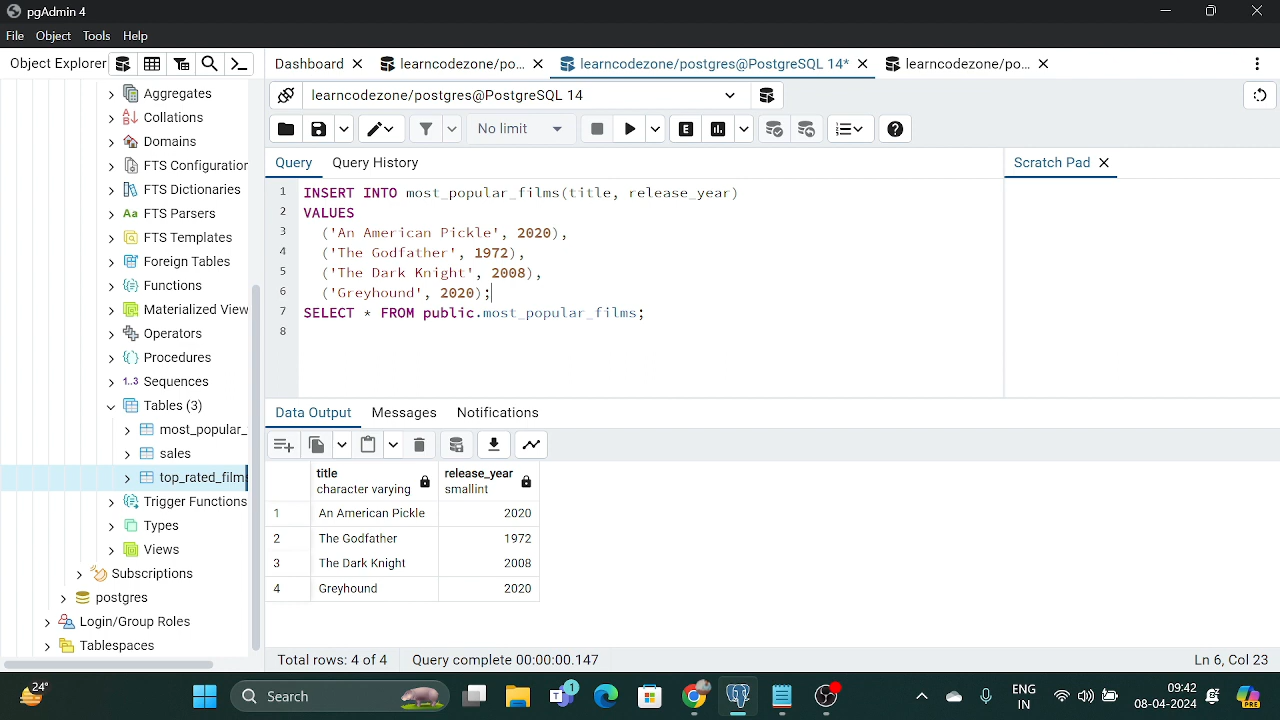 pgAdmin 4
File Object Tools Help
Object Explorer
Dashboard learncodezone/po... learncodezone/postgres@PostgreSQL 14* learncodezone/po...
learncodezone/postgres@PostgreSQL 14
No limit
E
Query Query History
Scratch Pad
1 INSERT INTO most_popular_films(title, release_year)
2 VALUES
3 ('An American Pickle', 2020),
4 ('The Godfather', 1972),
5 ('The Dark Knight', 2008),
6 ('Greyhound', 2020);
7 SELECT * FROM public.most_popular_films;
8
Aggregates
Collations
Domains
FTS Configuration
FTS Dictionaries
Aa FTS Parsers
FTS Templates
Foreign Tables
Functions
Materialized View
Operators
Procedures
1..3 Sequences
Tables (3)
most_popular_
sales
top_rated_films
Trigger Functions
Types
Views
Subscriptions
postgres
Login/Group Roles
Tablespaces
Data Output Messages Notifications
title release_year
character varying smallint
1 An American Pickle 2020
2 The Godfather 1972
3 The Dark Knight 2008
4 Greyhound 2020
Total rows: 4 of 4 Query complete 00:00:00.147 Ln 6, Col 23
24° Search 1 ENG 09:42
IN 08-04-2024 PRE